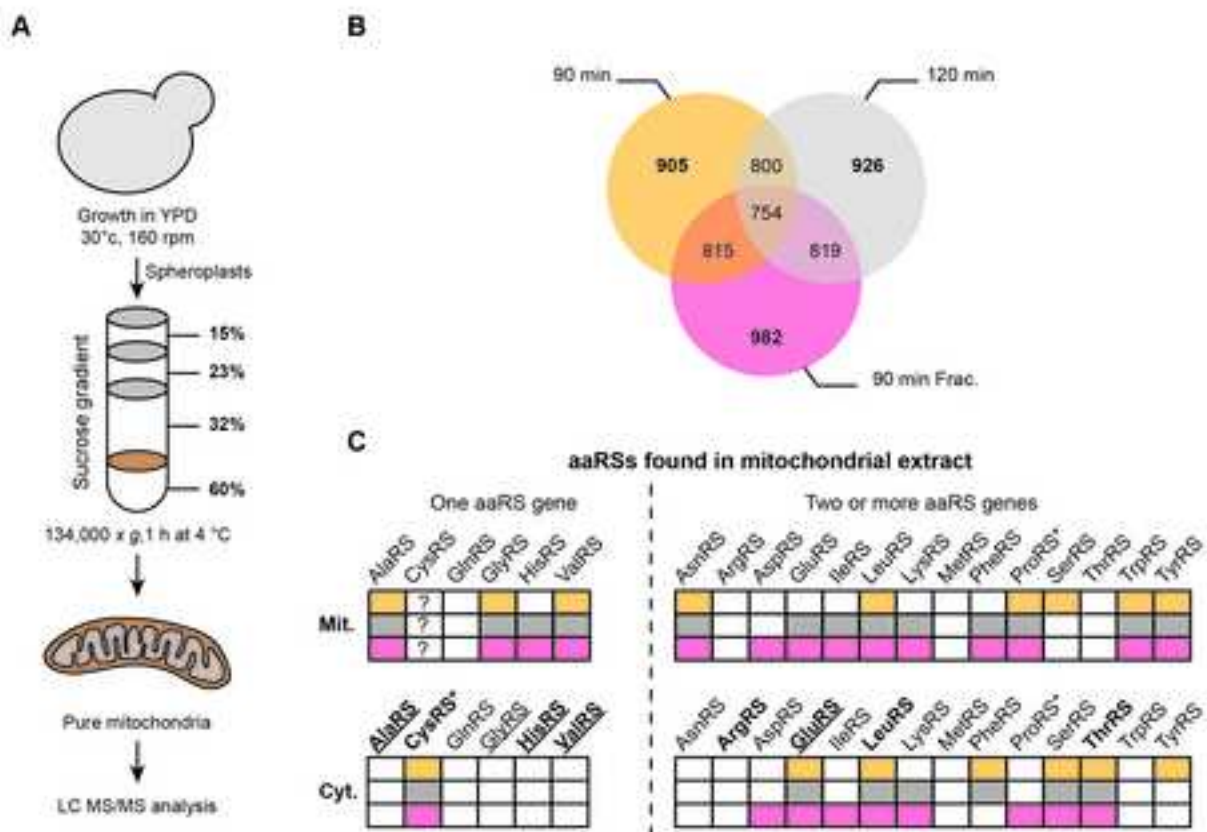 A
Growth in YPD
30°c, 160 rpm
Spheroplasts
Sucrose gradient
15%
23%
32%
60%
134,000 x g,1 h at 4 °C
Pure mitochondria
LC MS/MS analysis
B
90 min
120 min
905
800
926
754
815
819
982
90 min Frac.
C
aaRSs found in mitochondrial extract
One aaRS gene
Two or more aaRS genes
AlaRS CysRS GlnRS GlyRS HisRS ValRS
AsnRS ArgRS AspRS GluRS IleRS LeuRS LysRS MetRS PheRS ProRS* SerRS ThrRS TrpRS TyrRS
Mit.
?
?
?
AlaRS CysRS* GlnRS GlyRS HisRS ValRS
AsnRS ArgRS AspRS GluRS IleRS LeuRS LysRS MetRS PheRS ProRS* SerRS ThrRS TrpRS TyrRS
Cyt.